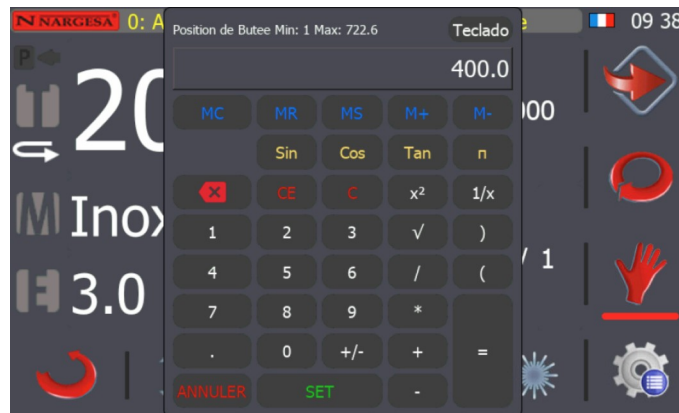 NARGESA 0: A
Position de Butee Min: 1 Max: 722.6 Teclado
09 38
P
400.0
20
MC MR MS M+ M- 000
Sin Cos Tan п
CE C x² 1/x
M Inox
1 2 3 √ )
4 5 6 / ( / 1
3.0
7 8 9 *
. 0 +/- + =
ANNULER SET -